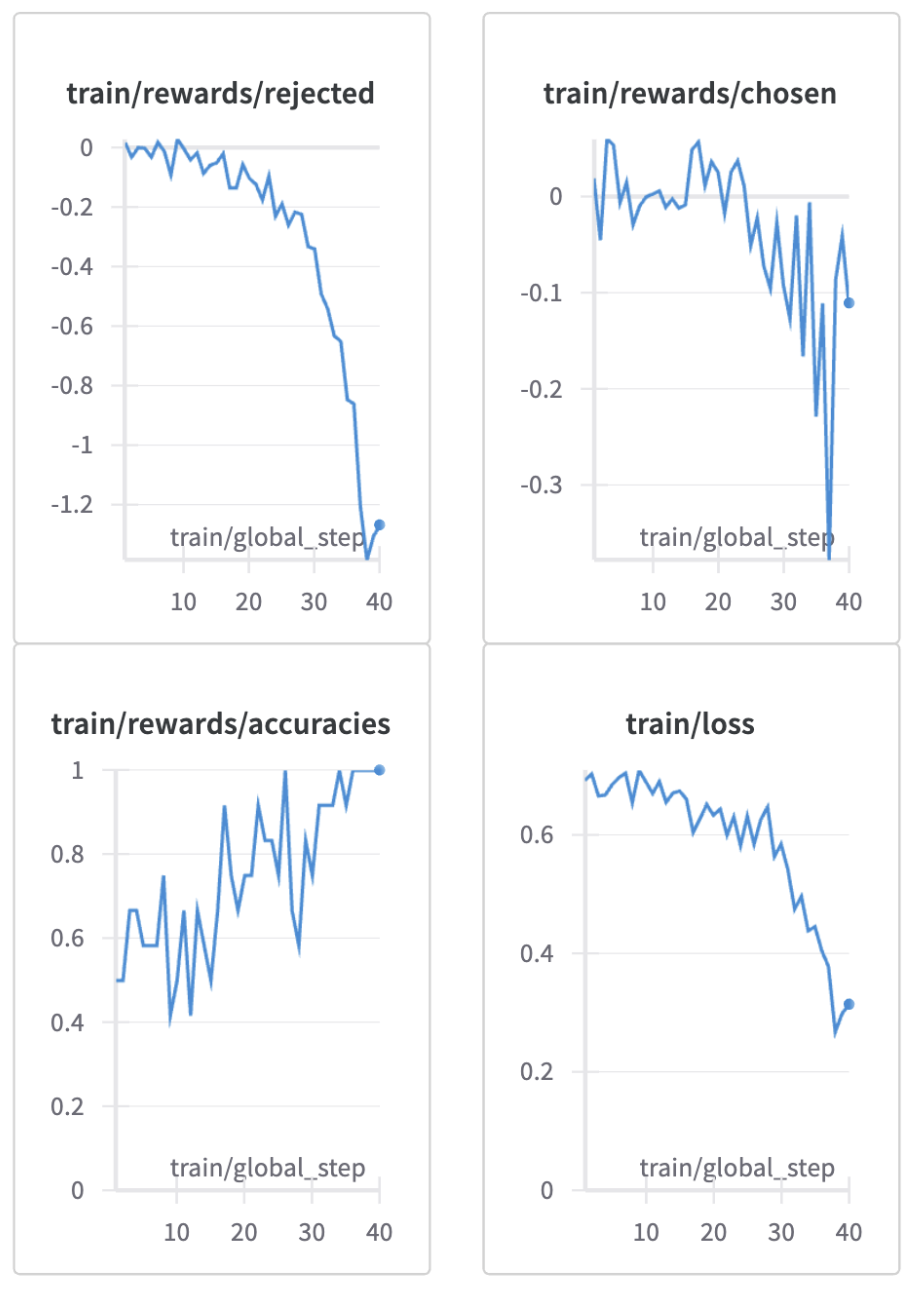 train/rewards/rejected
0
-0.2
-0.4
-0.6
-0.8
-1
-1.2
train/global_step
10 20 30 40
train/rewards/chosen
0
-0.1
-0.2
-0.3
train/global_step
10 20 30 40
train/rewards/accuracies
1
0.8
0.6
0.4
0.2
0
train/global_step
10 20 30 40
train/loss
0.6
0.4
0.2
0
train/global_step
10 20 30 40